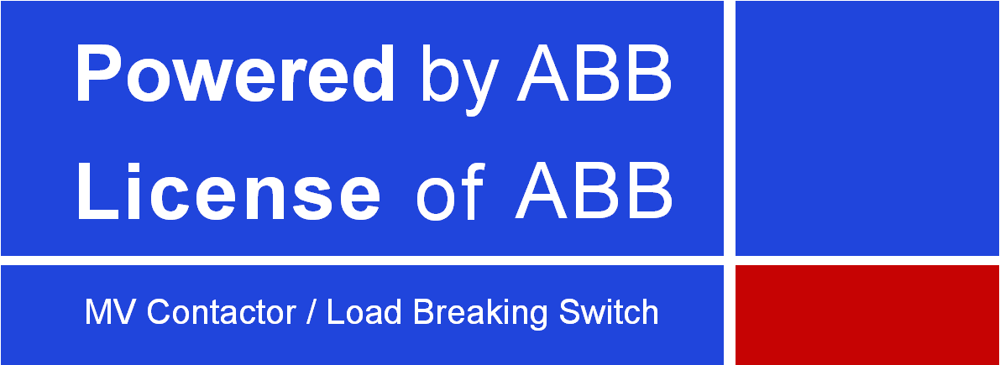 Powered by ABB
License of ABB
MV Contactor / Load Breaking Switch